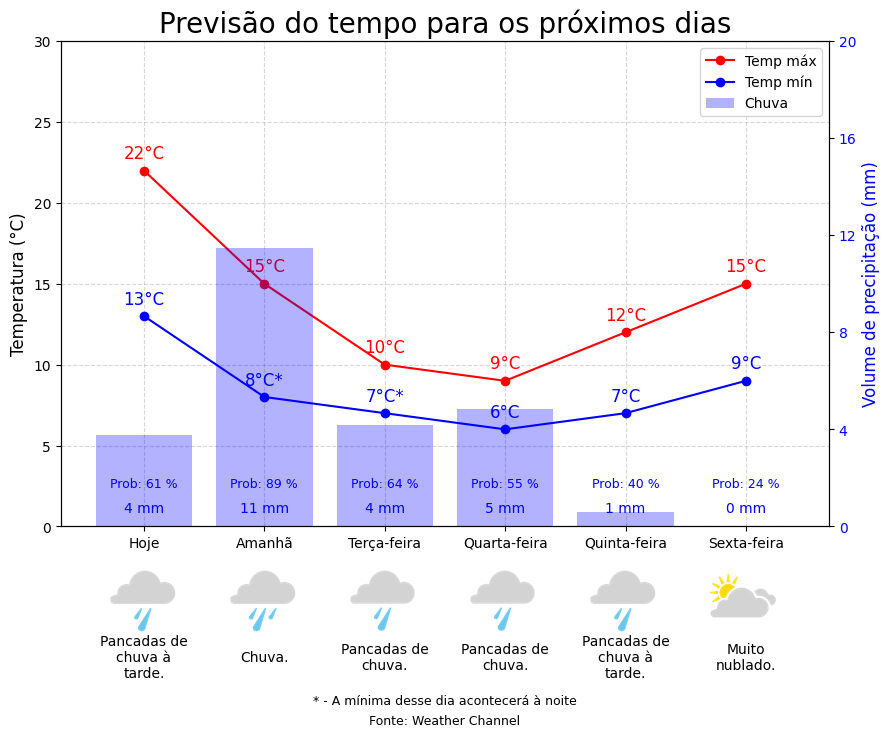 Previsão do tempo para os próximos dias
Temperatura (°C)
30
25
20
15
10
5
0
Volume de precipitação (mm)
20
16
12
8
4
0
Temp máx
Temp mín
Chuva
22°C
15°C
10°C
9°C
12°C
15°C
13°C
8°C*
7°C*
6°C
7°C
9°C
Prob: 61 %
Prob: 89 %
Prob: 64 %
Prob: 55 %
Prob: 40 %
Prob: 24 %
4 mm
11 mm
4 mm
5 mm
1 mm
0 mm
Hoje
Amanhã
Terça-feira
Quarta-feira
Quinta-feira
Sexta-feira
Pancadas de
chuva à
tarde.
Chuva.
Pancadas de
chuva.
Pancadas de
chuva.
Pancadas de
chuva à
tarde.
Muito
nublado.
* - A mínima desse dia acontecerá à noite
Fonte: Weather Channel